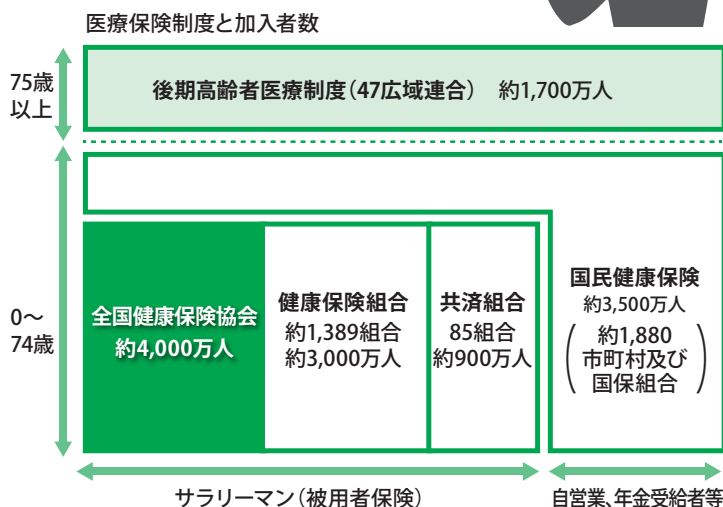 医療保険制度と加入者数
75歳
以上
後期高齢者医療制度(47広域連合) 約1,700万人
0～
74歳
全国健康保険協会
約4,000万人
健康保険組合
約1,389組合
約3,000万人
共済組合
85組合
約900万人
国民健康保険
約3,500万人
(約1,880
市町村及び
国保組合)
サラリーマン(被用者保険)
自営業、年金受給者等